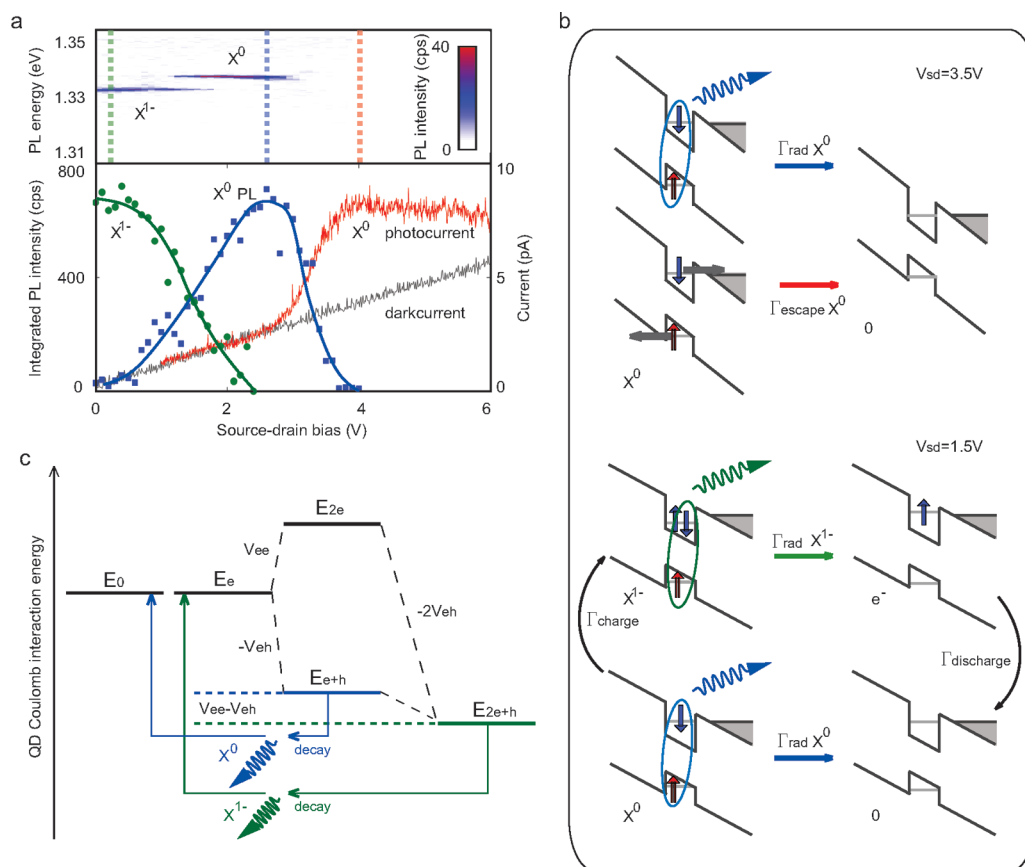 a
1.35
1.33
1.31
PL energy (eV)
X0
X1-
40
0
PL intensity (cps)
800
400
0
Integrated PL intensity (cps)
10
5
0
Current (pA)
X1-
X0 PL
X0
photocurrent
darkcurrent
0
2
4
6
Source-drain bias (V)
b
Vsd=3.5V
Γrad X0
Γescape X0
X0
0
Vsd=1.5V
Γrad X1-
X1-
e-
Γcharge
Γdischarge
Γrad X0
X0
0
c
QD Coulomb interaction energy
E0
Ee
E2e
Vee
-Veh
-2Veh
Ee+h
Vee-Veh
E2e+h
X0
decay
X1-
decay